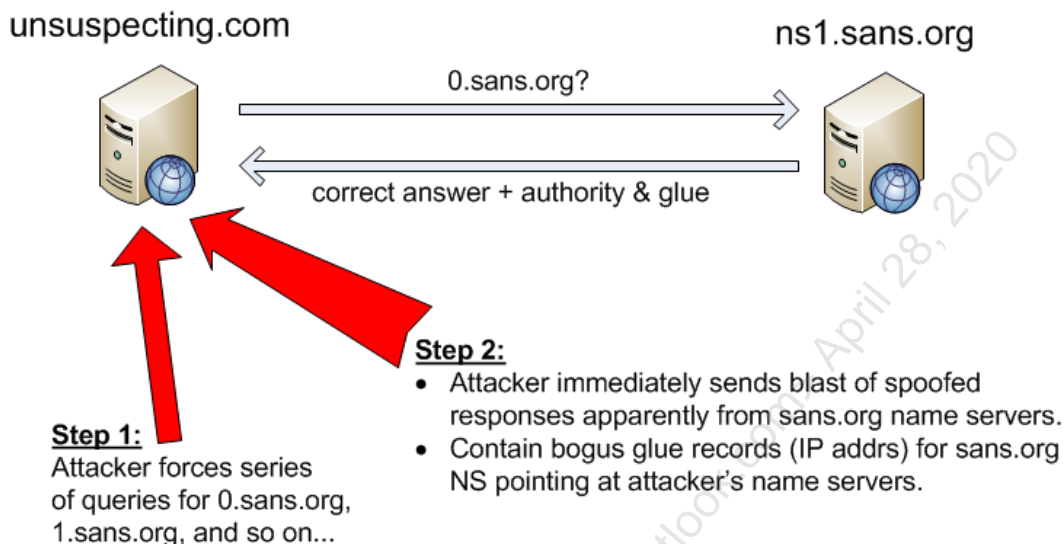 unsuspecting.com
ns1.sans.org
0.sans.org?
correct answer + authority & glue
Step 1:
Attacker forces series
of queries for 0.sans.org,
1.sans.org, and so on...
Step 2:
• Attacker immediately sends blast of spoofed
responses apparently from sans.org name servers.
• Contain bogus glue records (IP addrs) for sans.org
NS pointing at attacker's name servers.
April 28, 2020